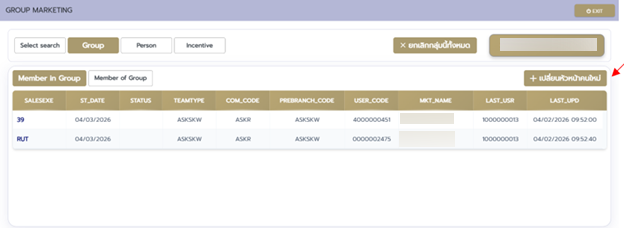 GROUP MARKETING
EXIT
Select search Group Person Incentive
× ยกเลิกกลุ่มนี้ทั้งหมด
Member In Group Member of Group
+ เปลี่ยนหัวหน้าคนใหม่
SALESEXE ST_DATE STATUS TEAMTYPE COM_CODE PREBRANCH_CODE USER_CODE MKT_NAME LAST_USR LAST_UPD
39 04/03/2026 ASKSKW ASKR ASKSKW 4000000451 1000000013 04/02/2026 09:52:00
RUT 04/03/2026 ASKSKW ASKR ASKSKW 0000002475 1000000013 04/02/2026 09:52:40